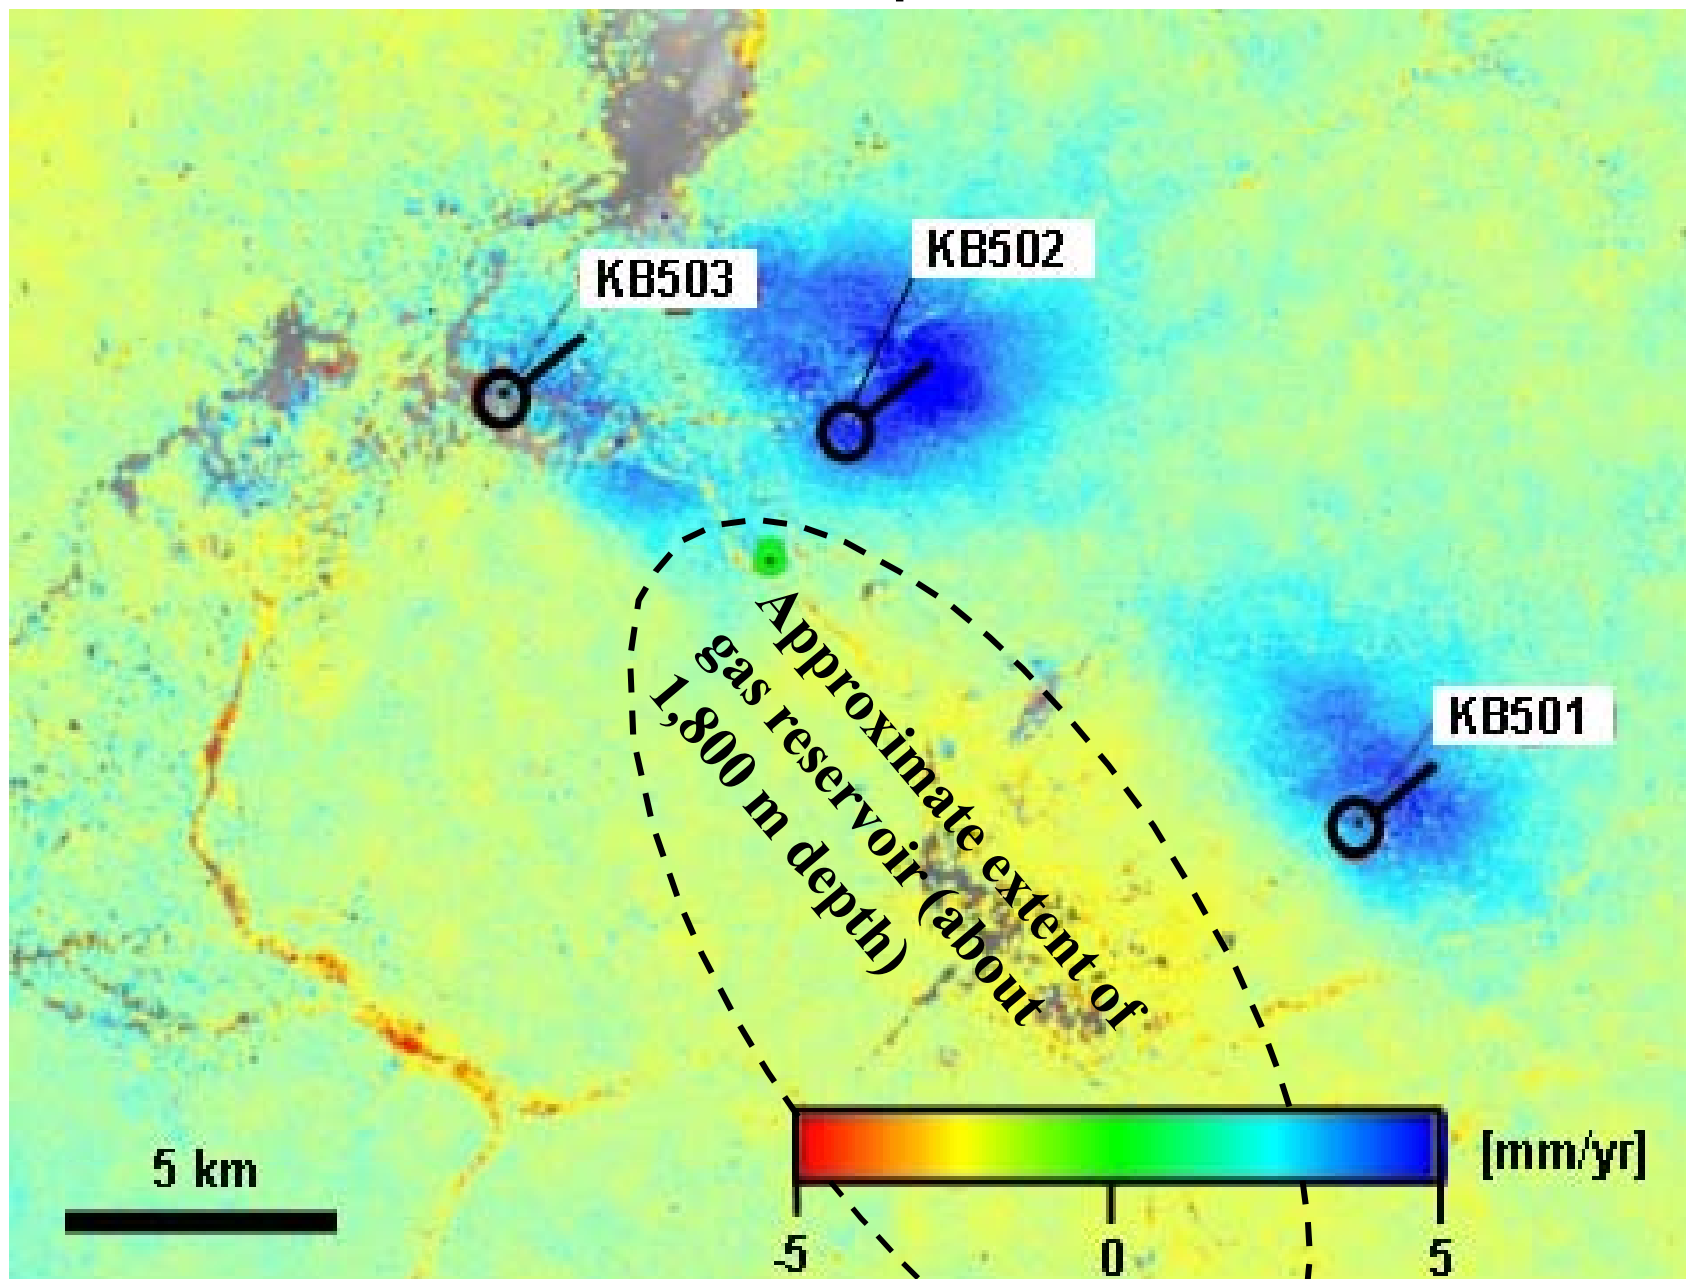 KB502
KB503
KB501
Approximate extent of
gas reservoir (about
1,800 m depth)
5 km
[mm/yr]
-5 0 5